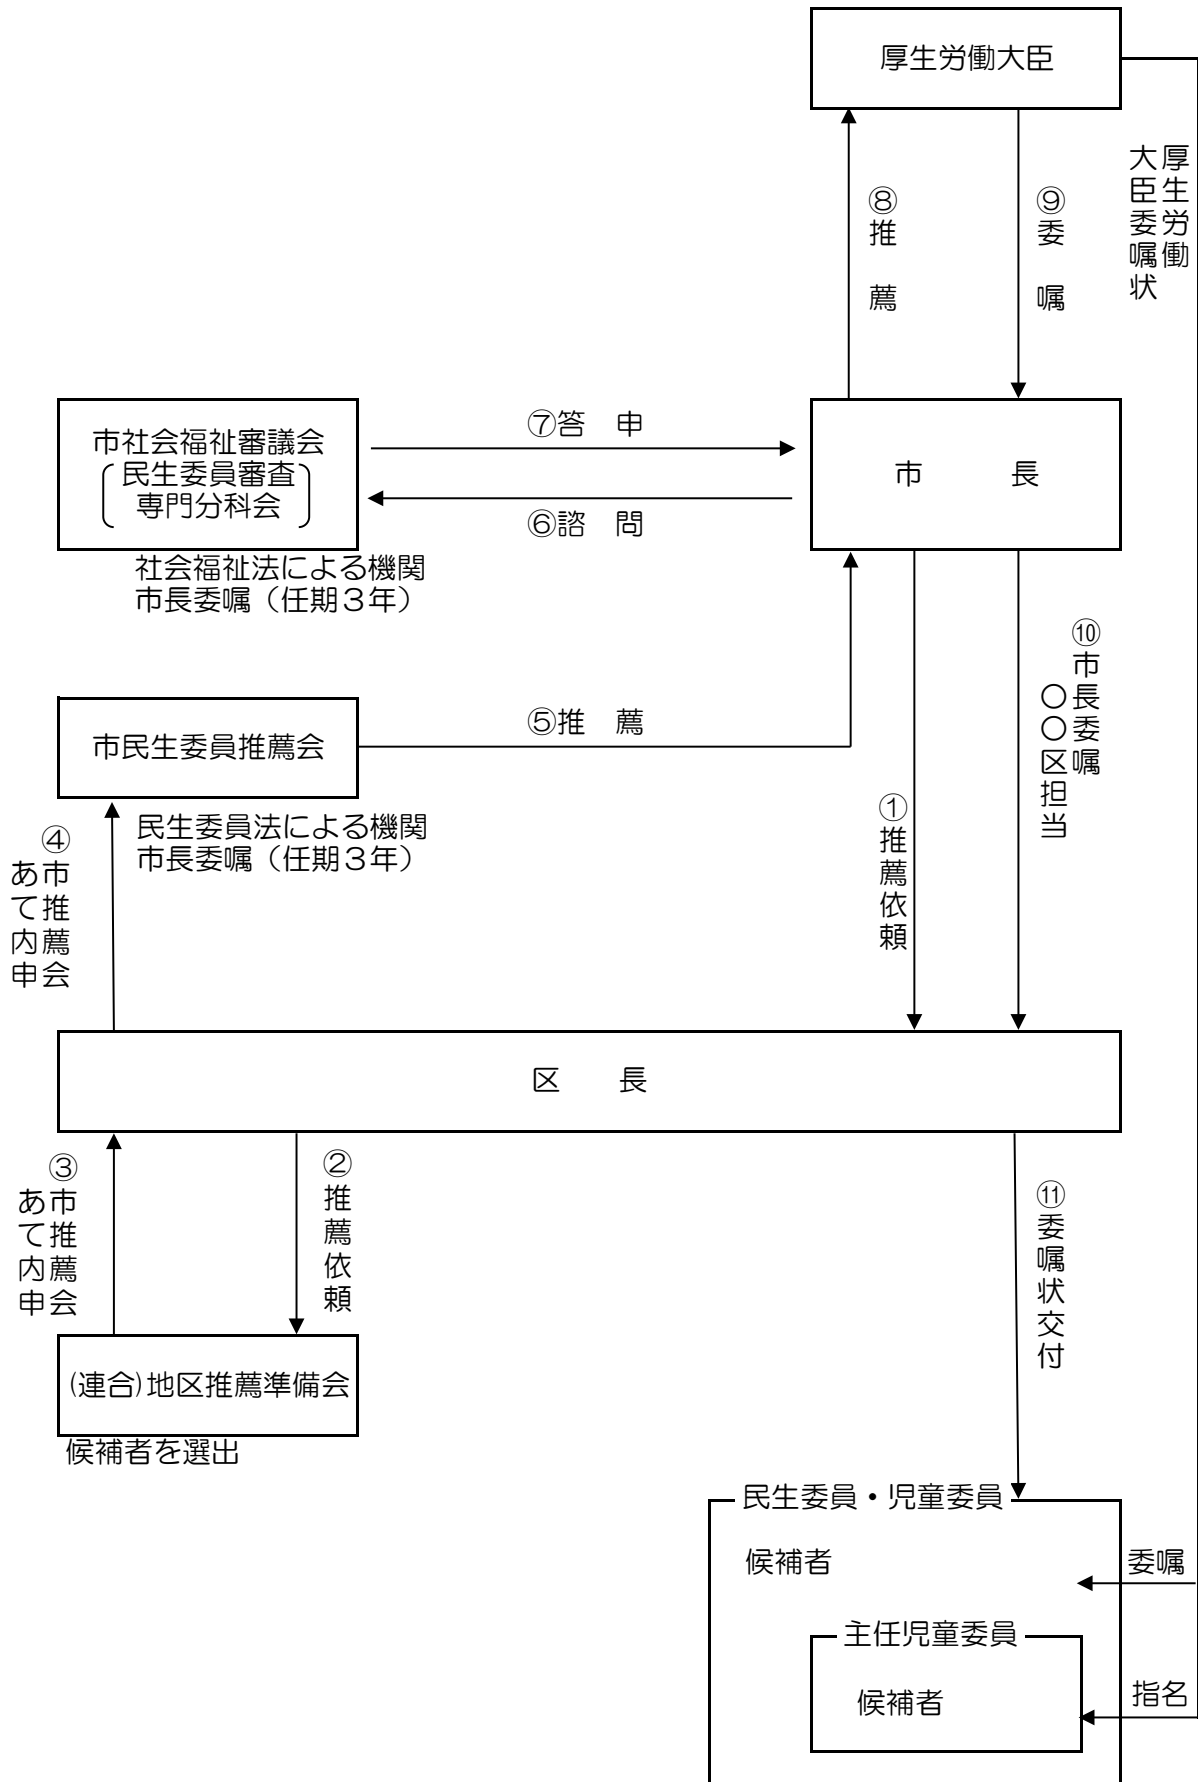 厚生労働大臣
厚生労働
大臣委嘱状
⑧推　薦
⑨委　嘱
市社会福祉審議会
民生委員審査
専門分科会
⑦答　申
⑥諮　問
市　　　長
社会福祉法による機関
市長委嘱（任期３年）
⑩市長委嘱
〇〇区担当
市民生委員推薦会
⑤推　薦
民生委員法による機関
市長委嘱（任期３年）
①推薦依頼
④市推薦会
あて内申
区　　長
③市推薦会
あて内申
②推薦依頼
⑪委嘱状交付
(連合)地区推薦準備会
候補者を選出
民生委員・児童委員
候補者
委嘱
主任児童委員
候補者
指名